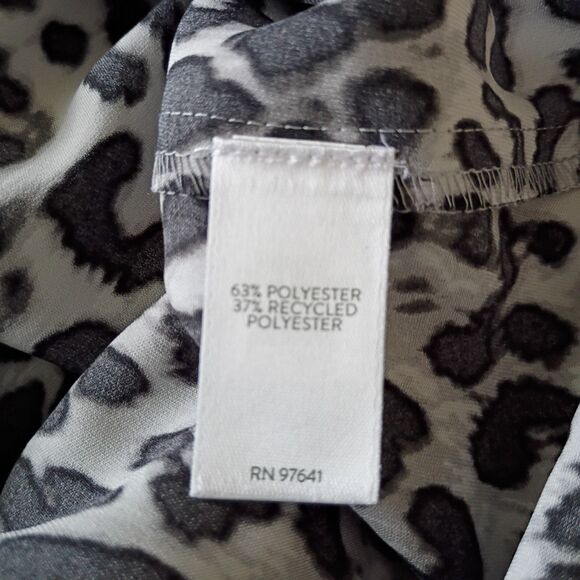 63% POLYESTER
37% RECYCLED
POLYESTER
RN 97641